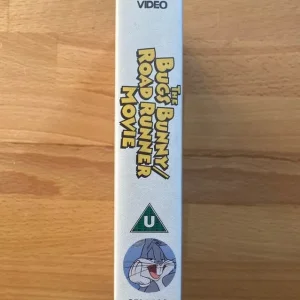 VIDEO
THE
BUGS BUNNY/
ROAD RUNNER
MOVIE
U